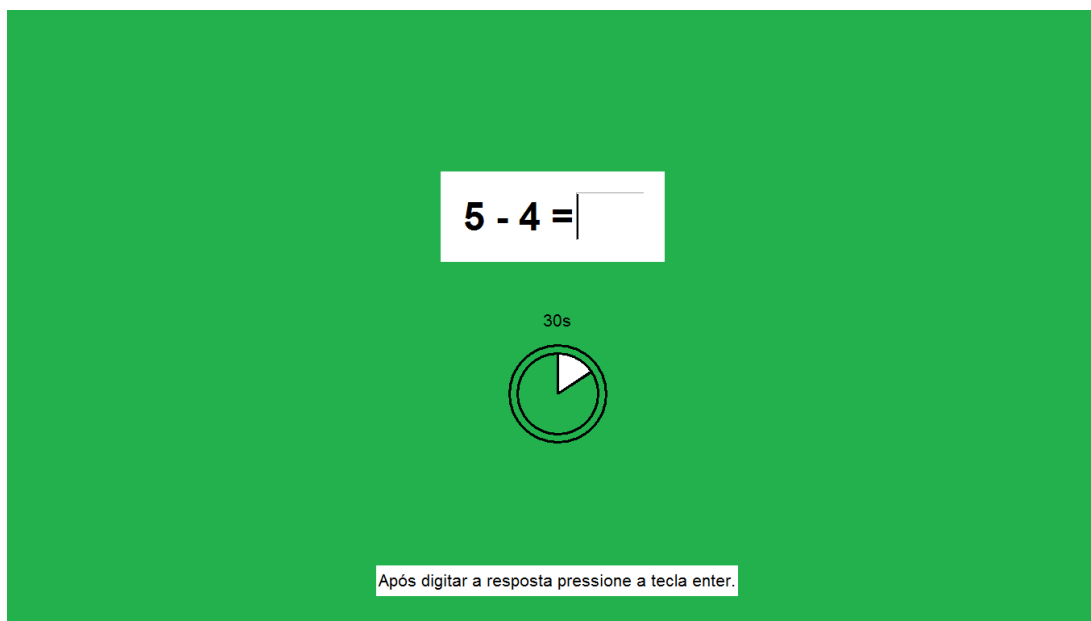 5 - 4 =
30s
Após digitar a resposta pressione a tecla enter.